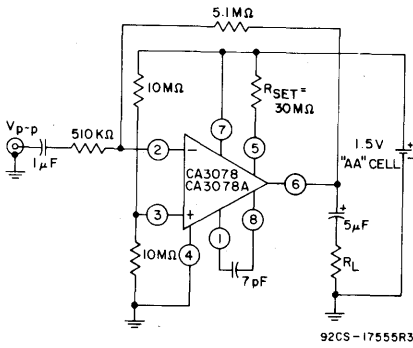 5.1MΩ
10MΩ
RSET=
30MΩ
Vp-p
510KΩ
1μF
7
5
1.5V
"AA" CELL
+
-
2
-
CA3078
CA3078A
6
3
+
8
+
5μF
1
4
10MΩ
7pF
RL
92CS-17555R3